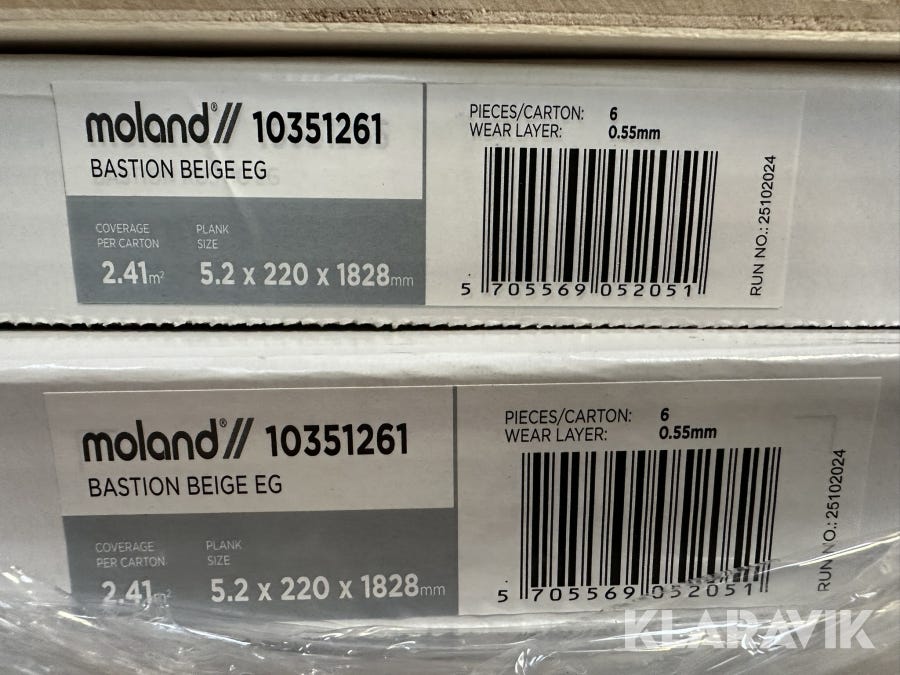 moland® // 10351261
BASTION BEIGE EG
COVERAGE PER CARTON
2.41m²
PLANK SIZE
5.2 x 220 x 1828mm
PIECES/CARTON: 6
WEAR LAYER: 0.55mm
5 705569 052051
RUN NO.: 25102024
moland® // 10351261
BASTION BEIGE EG
COVERAGE PER CARTON
2.41m²
PLANK SIZE
5.2 x 220 x 1828mm
PIECES/CARTON: 6
WEAR LAYER: 0.55mm
5 705569 052051
RUN NO.: 25102024
KLARAVIK